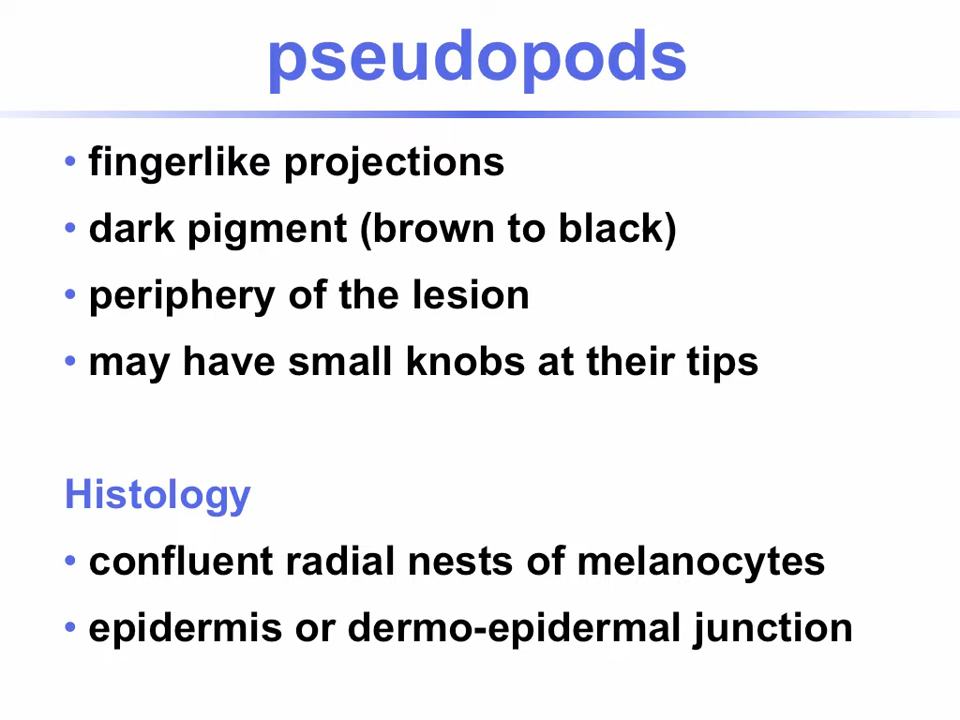 pseudopods
• fingerlike projections
• dark pigment (brown to black)
• periphery of the lesion
• may have small knobs at their tips
Histology
• confluent radial nests of melanocytes
• epidermis or dermo-epidermal junction